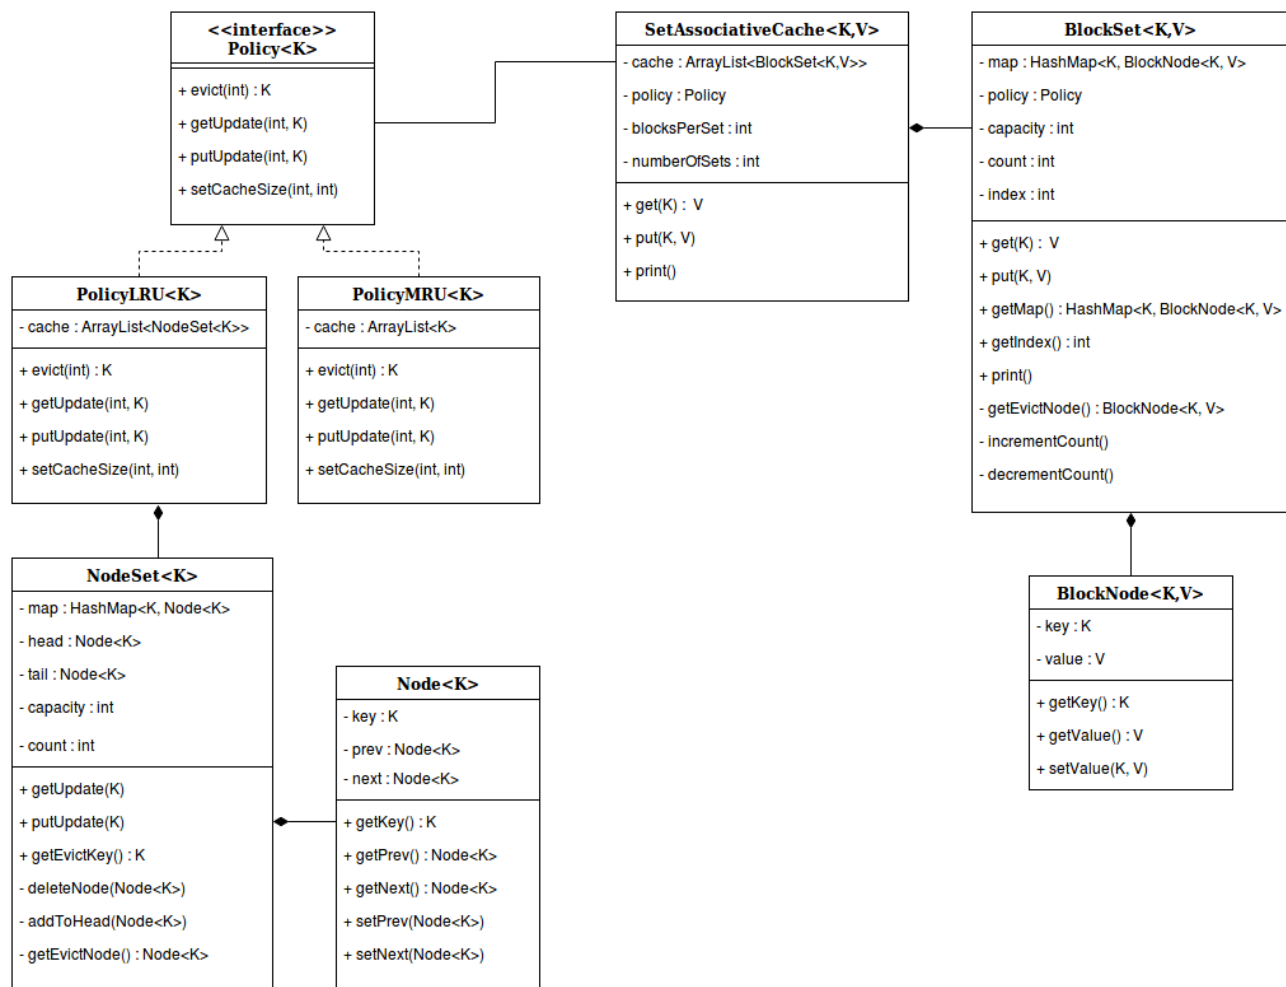 <<interface>>
Policy<K>
+ evict(int) : K
+ getUpdate(int, K)
+ putUpdate(int, K)
+ setCacheSize(int, int)
SetAssociativeCache<K,V>
- cache : ArrayList<BlockSet<K,V>>
- policy : Policy
- blocksPerSet : int
- numberOfSets : int
+ get(K) : V
+ put(K, V)
+ print()
BlockSet<K,V>
- map : HashMap<K, BlockNode<K, V>
- policy : Policy
- capacity : int
- count : int
- index : int
+ get(K) : V
+ put(K, V)
+ getMap() : HashMap<K, BlockNode<K, V>
+ getIndex() : int
+ print()
- getEvictNode() : BlockNode<K, V>
- incrementCount()
- decrementCount()
PolicyLRU<K>
- cache : ArrayList<NodeSet<K>>
+ evict(int) : K
+ getUpdate(int, K)
+ putUpdate(int, K)
+ setCacheSize(int, int)
PolicyMRU<K>
- cache : ArrayList<K>
+ evict(int) : K
+ getUpdate(int, K)
+ putUpdate(int, K)
+ setCacheSize(int, int)
NodeSet<K>
- map : HashMap<K, Node<K>
- head : Node<K>
- tail : Node<K>
- capacity : int
- count : int
+ getUpdate(K)
+ putUpdate(K)
+ getEvictKey() : K
- deleteNode(Node<K>)
- addToHead(Node<K>)
- getEvictNode() : Node<K>
Node<K>
- key : K
- prev : Node<K>
- next : Node<K>
+ getKey() : K
+ getPrev() : Node<K>
+ getNext() : Node<K>
+ setPrev(Node<K>)
+ setNext(Node<K>)
BlockNode<K,V>
- key : K
- value : V
+ getKey() : K
+ getValue() : V
+ setValue(K, V)